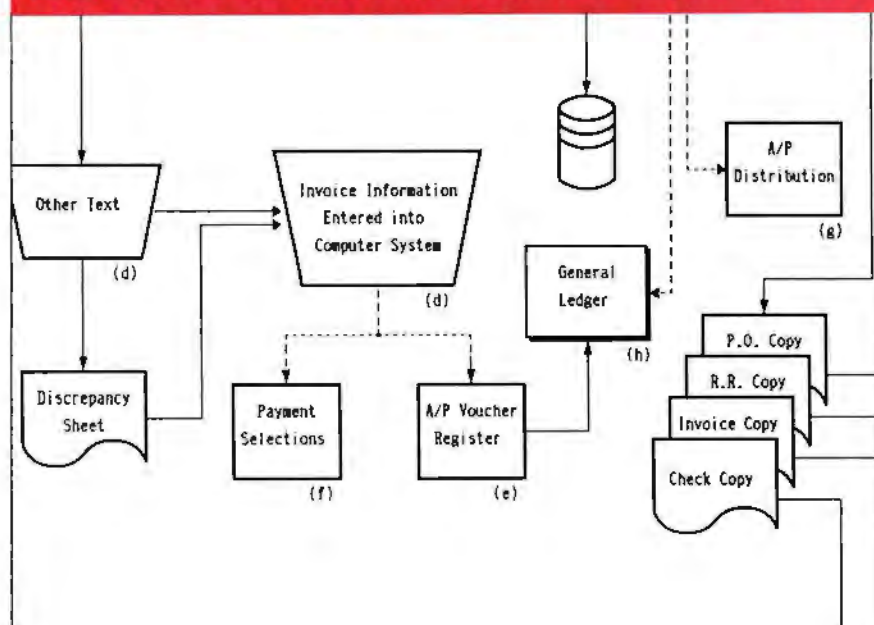 Other Text
(d)
Invoice Information
Entered into
Computer System
(d)
A/P
Distribution
(g)
General
Ledger
(h)
Discrepancy
Sheet
Payment
Selections
(f)
A/P Voucher
Register
(e)
P.O. Copy
R.R. Copy
Invoice Copy
Check Copy